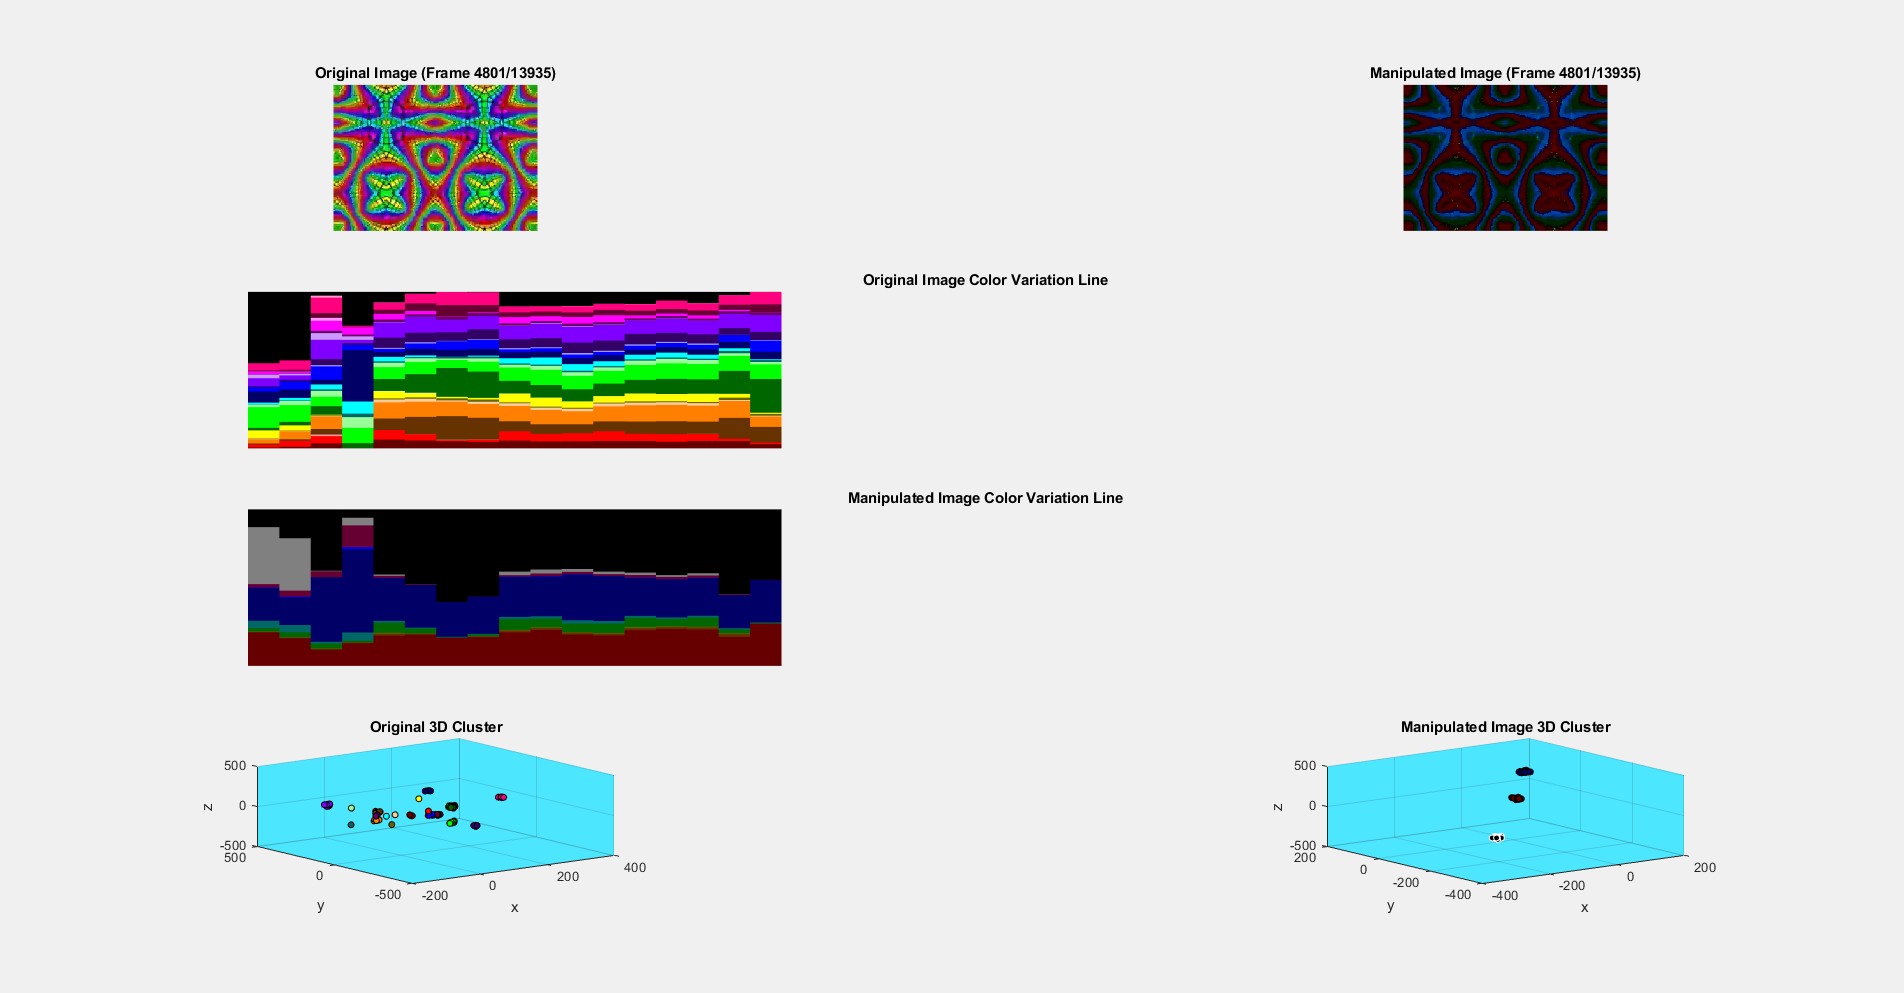 Original Image (Frame 4801/13935)
Manipulated Image (Frame 4801/13935)
Original Image Color Variation Line
Manipulated Image Color Variation Line
Original 3D Cluster
500
0
-500
z
500
0
-500
y
-200
0
200
400
x
Manipulated Image 3D Cluster
500
0
-500
z
200
0
-200
-400
y
-400
-200
0
200
x